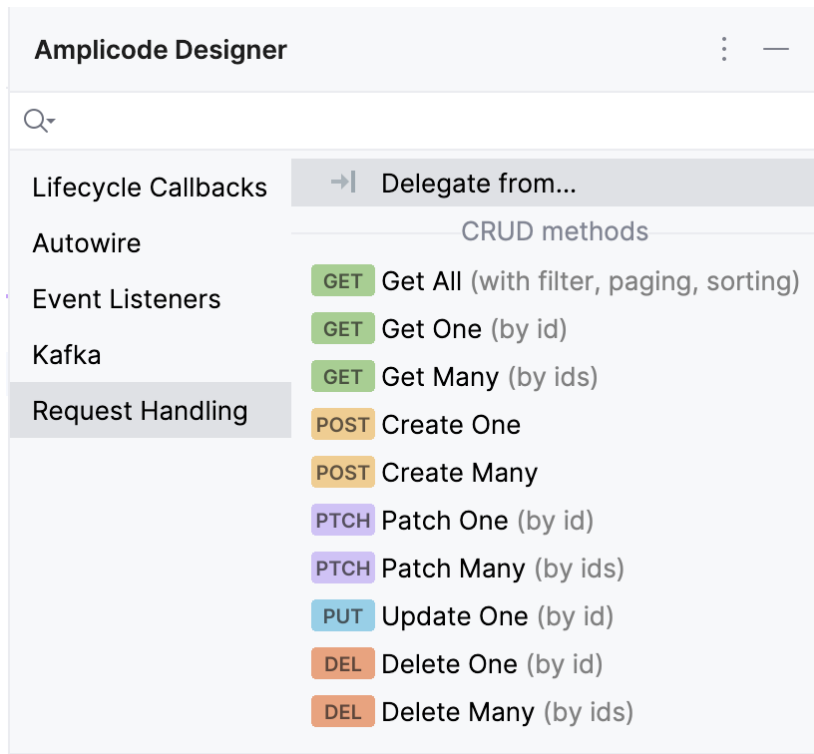 Amplicode Designer
Lifecycle Callbacks
Autowire
Event Listeners
Kafka
Request Handling
Delegate from...
CRUD methods
GET Get All (with filter, paging, sorting)
GET Get One (by id)
GET Get Many (by ids)
POST Create One
POST Create Many
PTCH Patch One (by id)
PTCH Patch Many (by ids)
PUT Update One (by id)
DEL Delete One (by id)
DEL Delete Many (by ids)